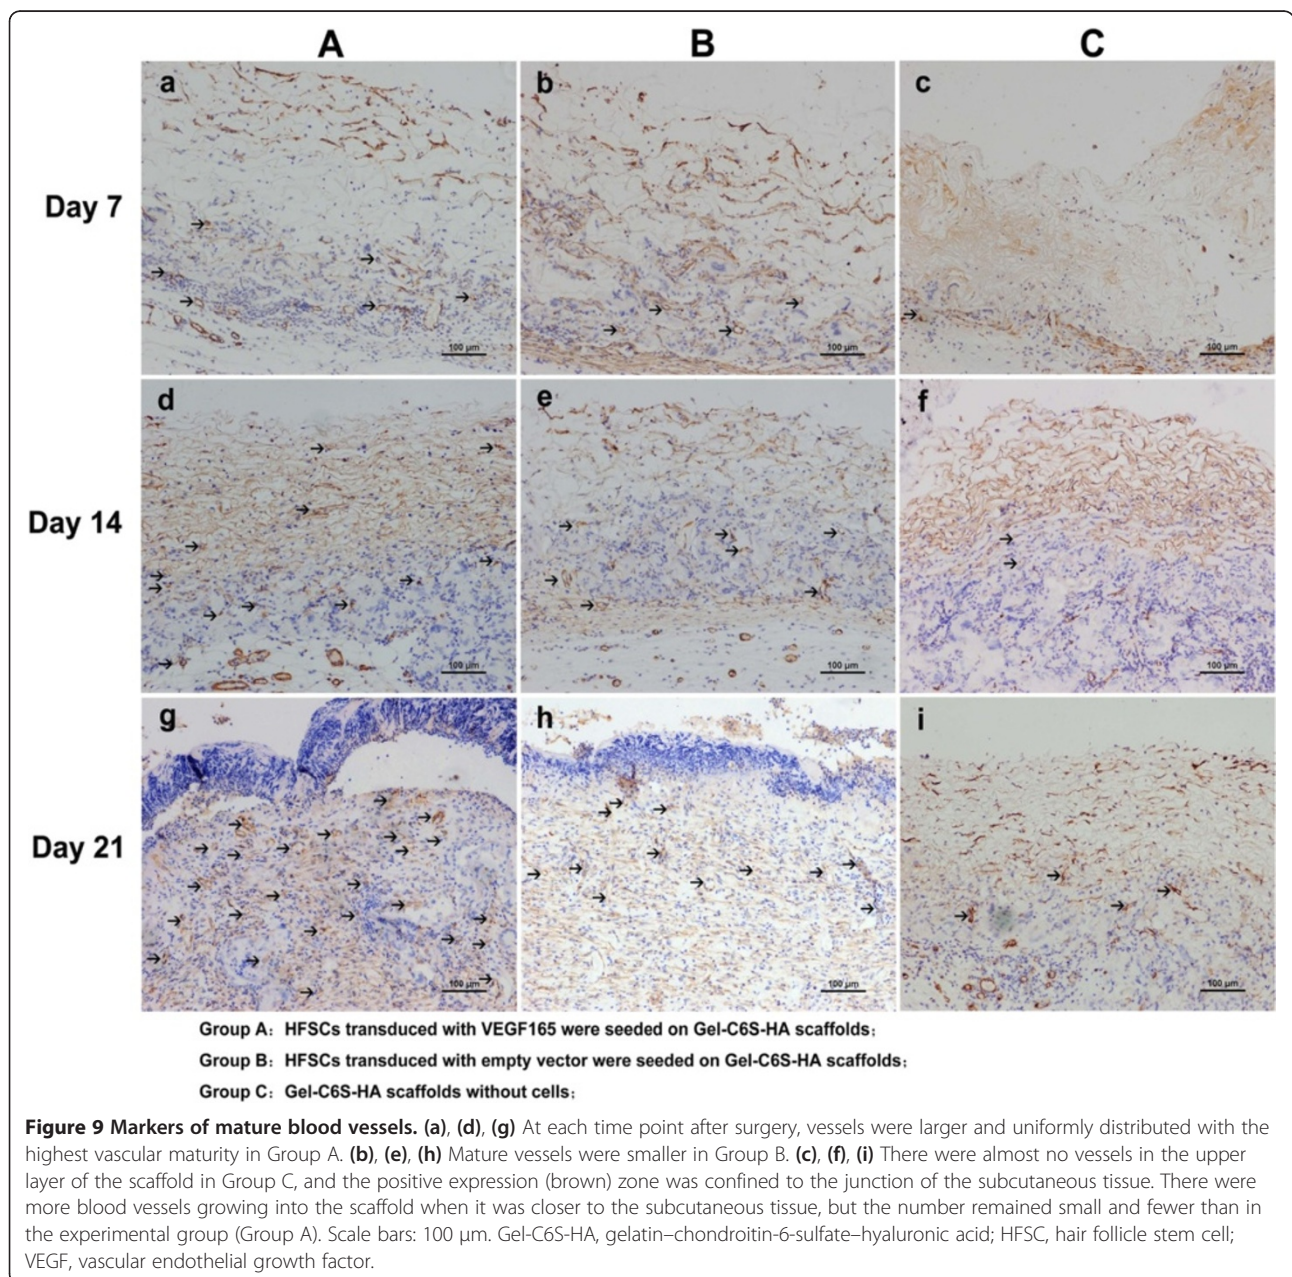 A B C
a b c
Day 7
100 µm 100 µm 100 µm
d e f
Day 14
100 µm 100 µm 100 µm
g h i
Day 21
100 µm 100 µm 100 µm
Group A: HFSCs transduced with VEGF165 were seeded on Gel-C6S-HA scaffolds;
Group B: HFSCs transduced with empty vector were seeded on Gel-C6S-HA scaffolds;
Group C: Gel-C6S-HA scaffolds without cells;
Figure 9 Markers of mature blood vessels. (a), (d), (g) At each time point after surgery, vessels were larger and uniformly distributed with the
highest vascular maturity in Group A. (b), (e), (h) Mature vessels were smaller in Group B. (c), (f), (i) There were almost no vessels in the upper
layer of the scaffold in Group C, and the positive expression (brown) zone was confined to the junction of the subcutaneous tissue. There were
more blood vessels growing into the scaffold when it was closer to the subcutaneous tissue, but the number remained small and fewer than in
the experimental group (Group A). Scale bars: 100 µm. Gel-C6S-HA, gelatin–chondroitin-6-sulfate–hyaluronic acid; HFSC, hair follicle stem cell;
VEGF, vascular endothelial growth factor.